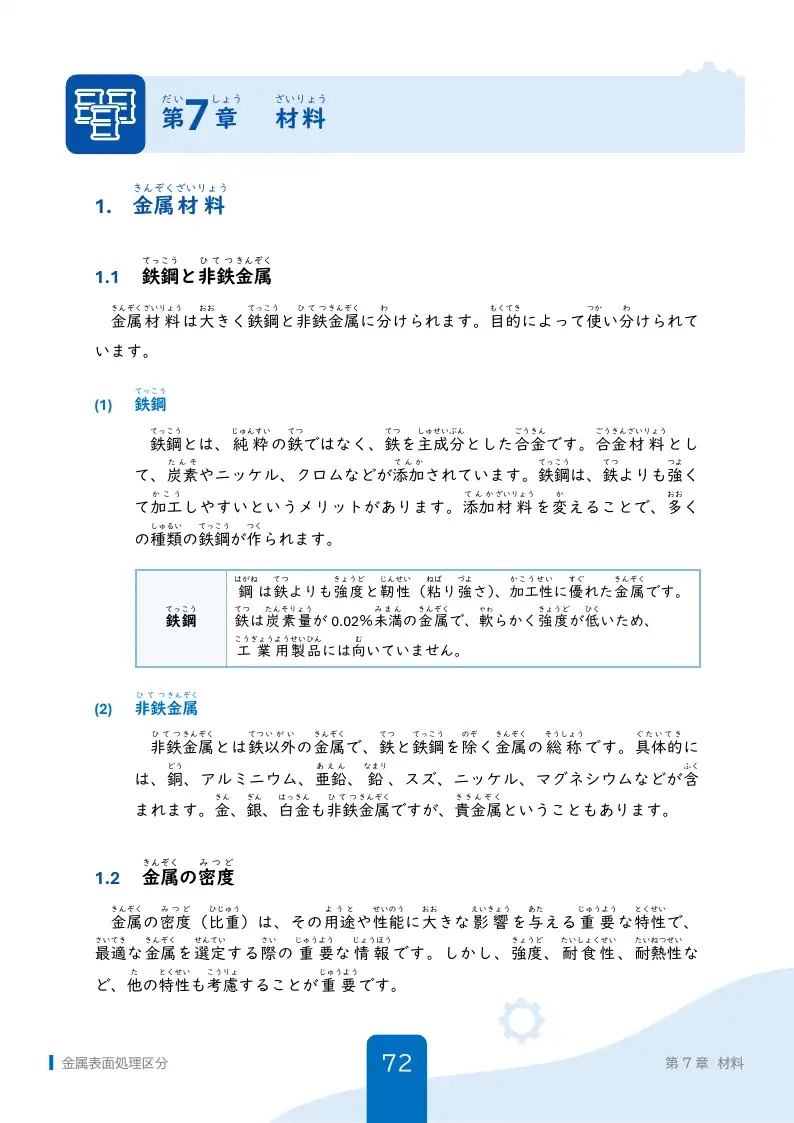 第7章 材料
1. 金属材料
1.1 鉄鋼と非鉄金属
金属材料は大きく鉄鋼と非鉄金属に分けられます。目的によって使い分けられて
います。
(1) 鉄鋼
鉄鋼とは、純粋の鉄ではなく、鉄を主成分とした合金です。合金材料とし
て、炭素やニッケル、クロムなどが添加されています。鉄鋼は、鉄よりも強く
て加工しやすいというメリットがあります。添加材料を変えることで、多く
の種類の鉄鋼が作られます。
鉄鋼
鋼は鉄よりも強度と靭性（粘り強さ）、加工性に優れた金属です。
鉄は炭素量が 0.02％未満の金属で、軟らかく強度が低いため、
工業用製品には向いていません。
(2) 非鉄金属
非鉄金属とは鉄以外の金属で、鉄と鉄鋼を除く金属の総称です。具体的に
は、銅、アルミニウム、亜鉛、鉛、スズ、ニッケル、マグネシウムなどが含
まれます。金、銀、白金も非鉄金属ですが、貴金属ということもあります。
1.2 金属の密度
金属の密度（比重）は、その用途や性能に大きな影響を与える重要な特性で、
最適な金属を選定する際の重要な情報です。しかし、強度、耐食性、耐熱性な
ど、他の特性も考慮することが重要です。
金属表面処理区分
72
第 7 章 材料